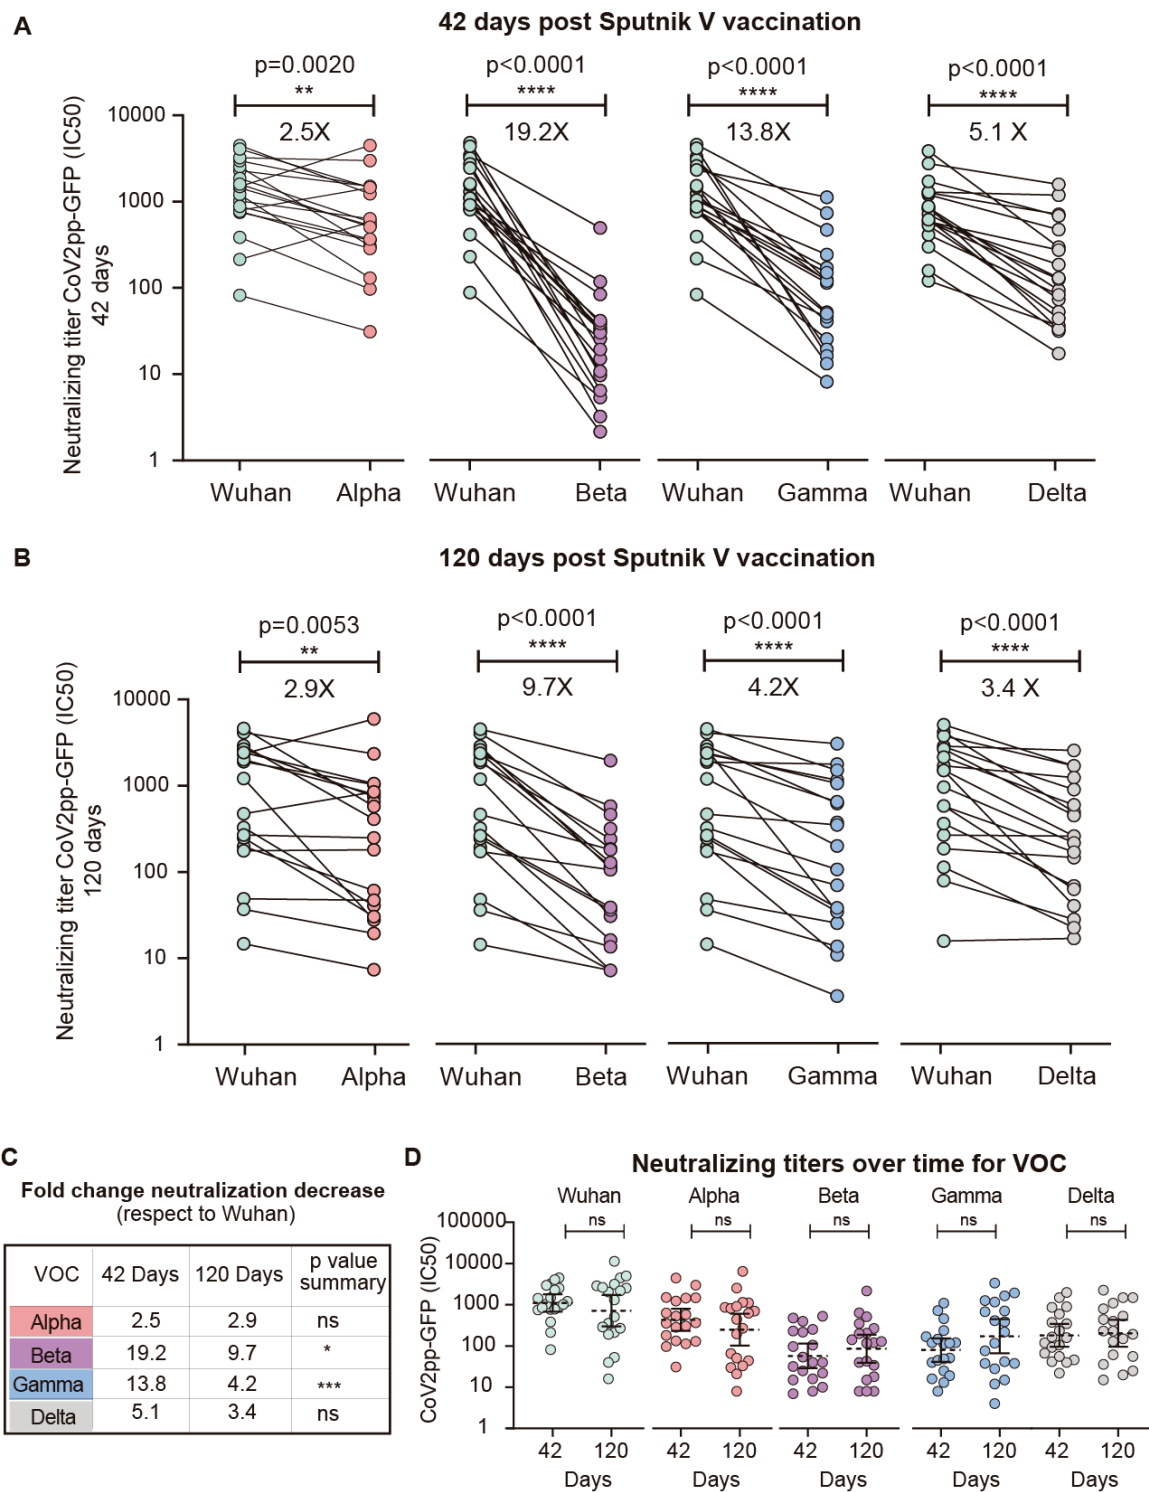 A
42 days post Sputnik V vaccination
p=0.0020
p<0.0001
p<0.0001
p<0.0001
**
****
****
****
2.5X
19.2X
13.8X
5.1 X
Neutralizing titer CoV2pp-GFP (IC50)
42 days
10000
1000
100
10
1
Wuhan
Alpha
Wuhan
Beta
Wuhan
Gamma
Wuhan
Delta
B
120 days post Sputnik V vaccination
p=0.0053
p<0.0001
p<0.0001
p<0.0001
**
****
****
****
2.9X
9.7X
4.2X
3.4 X
Neutralizing titer CoV2pp-GFP (IC50)
120 days
10000
1000
100
10
1
Wuhan
Alpha
Wuhan
Beta
Wuhan
Gamma
Wuhan
Delta
C
Fold change neutralization decrease
(respect to Wuhan)
VOC 42 Days 120 Days p value summary
Alpha 2.5 2.9 ns
Beta 19.2 9.7 *
Gamma 13.8 4.2 ***
Delta 5.1 3.4 ns
D
Neutralizing titers over time for VOC
Wuhan
Alpha
Beta
Gamma
Delta
ns
ns
ns
ns
ns
CoV2pp-GFP (IC50)
100000
10000
1000
100
10
1
42 120
42 120
42 120
42 120
42 120
Days
Days
Days
Days
Days